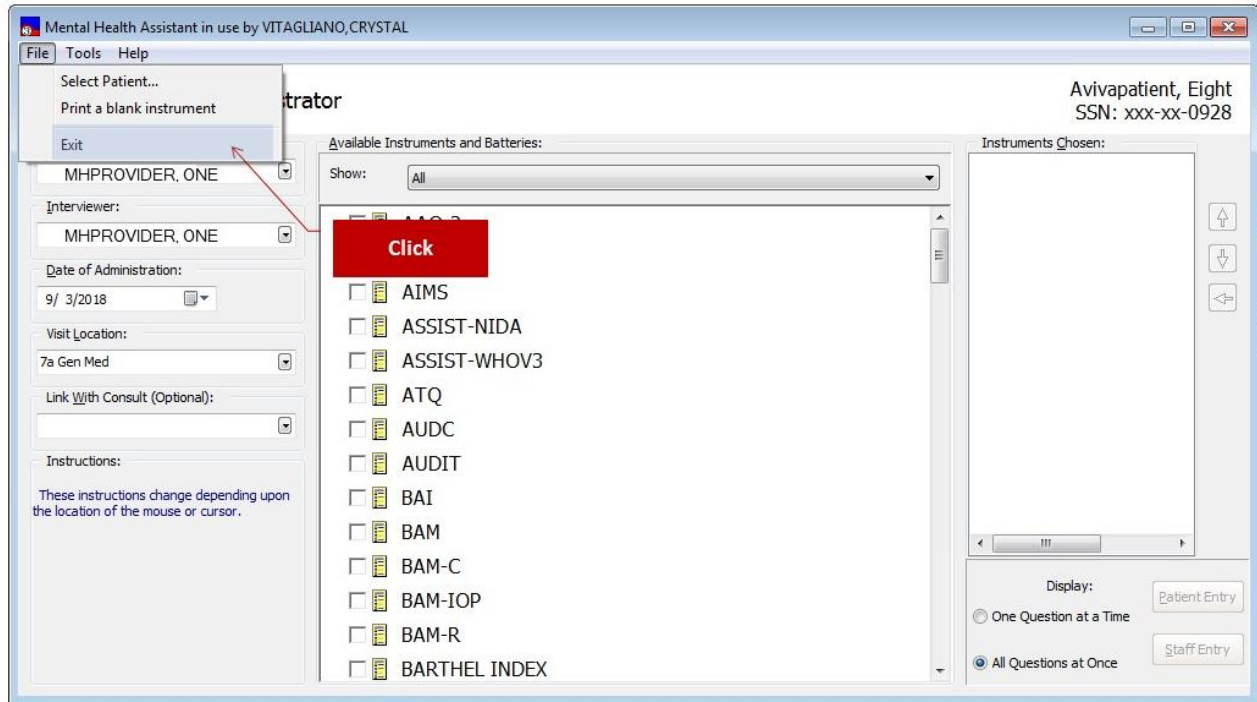 Mental Health Assistant in use by VITAGLIANO,CRYSTAL
File Tools Help
Select Patient...
Print a blank instrument
Exit
strator
Avivapatient, Eight
SSN: xxx-xx-0928
MHPROVIDER, ONE
Interviewer:
MHPROVIDER, ONE
Date of Administration:
9/ 3/2018
Visit Location:
7a Gen Med
Link With Consult (Optional):
Instructions:
These instructions change depending upon
the location of the mouse or cursor.
Available Instruments and Batteries:
Show: All
Click
AIMS
ASSIST-NIDA
ASSIST-WHOV3
ATQ
AUDC
AUDIT
BAI
BAM
BAM-C
BAM-IOP
BAM-R
BARTHEL INDEX
Instruments Chosen:
Display:
One Question at a Time
All Questions at Once
Patient Entry
Staff Entry